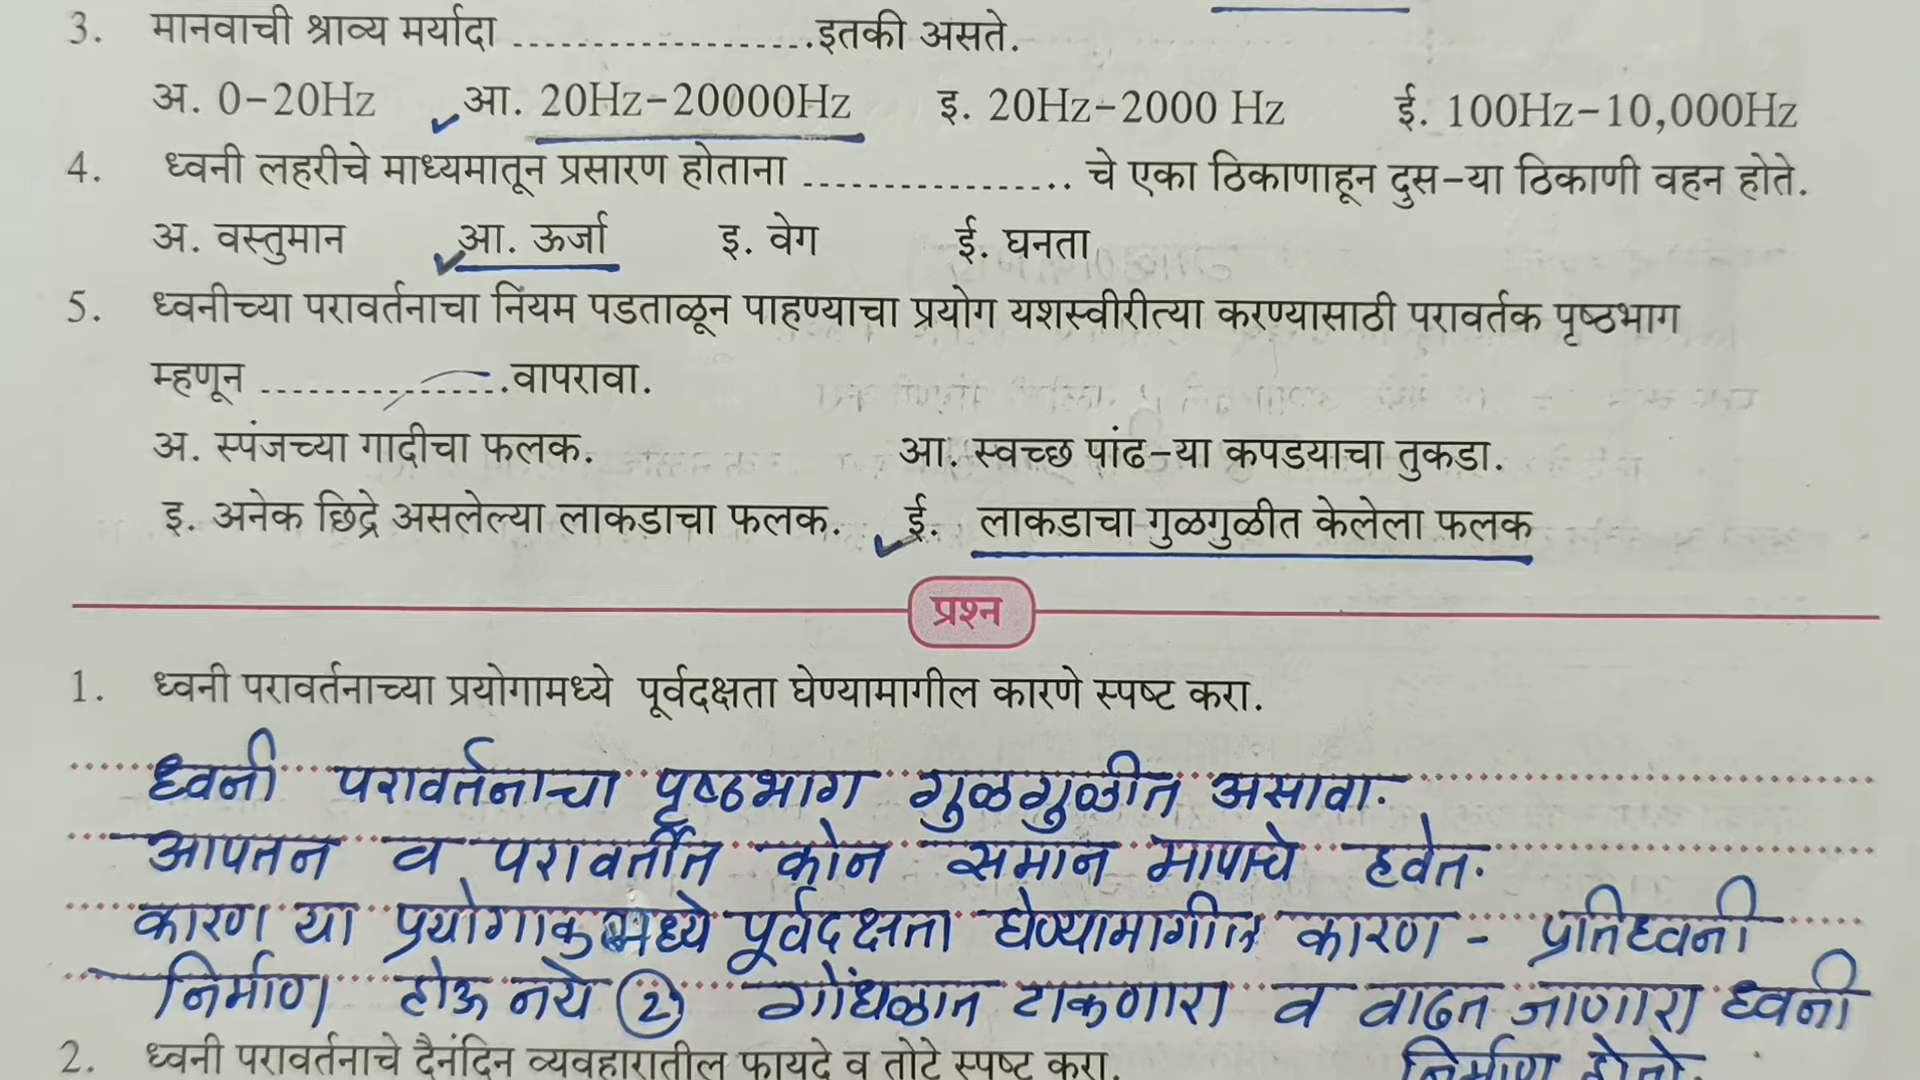 3. मानवाची श्राव्य मर्यादा ...................इतकी असते.
अ. 0-20Hz आ. 20Hz-20000Hz इ. 20Hz-2000 Hz ई. 100Hz-10,000Hz
4. ध्वनी लहरीचे माध्यमातून प्रसारण होताना ................. चे एका ठिकाणाहून दुस-या ठिकाणी वहन होते.
अ. वस्तुमान आ. ऊर्जा इ. वेग ई. घनता
5. ध्वनीच्या परावर्तनाचा नियम पडताळून पाहण्याचा प्रयोग यशस्वीरीत्या करण्यासाठी परावर्तक पृष्ठभाग
म्हणून .................वापरावा.
अ. स्पंजच्या गादीचा फलक. आ. स्वच्छ पांढ-या कपडयाचा तुकडा.
इ. अनेक छिद्रे असलेल्या लाकडाचा फलक. ई. लाकडाचा गुळगुळीत केलेला फलक
प्रश्न
1. ध्वनी परावर्तनाच्या प्रयोगामध्ये पूर्वदक्षता घेण्यामागील कारणे स्पष्ट करा.
ध्वनी परावर्तनाचा पृष्ठभाग गुळगुळीत असावा.
आपतन व परावर्तीत कोन समान मापाचे हवेत.
कारण या पूर्वदक्षता घेण्यामागील कारण - प्रतिध्वनी
निर्माण होऊ नये (2) गोंधळात टाकणारा व वाढत जाणारा ध्वनी
निर्माण होतो.
2. ध्वनी परावर्तनाचे दैनंदिन व्यवहारातील फायदे व तोटे स्पष्ट करा.